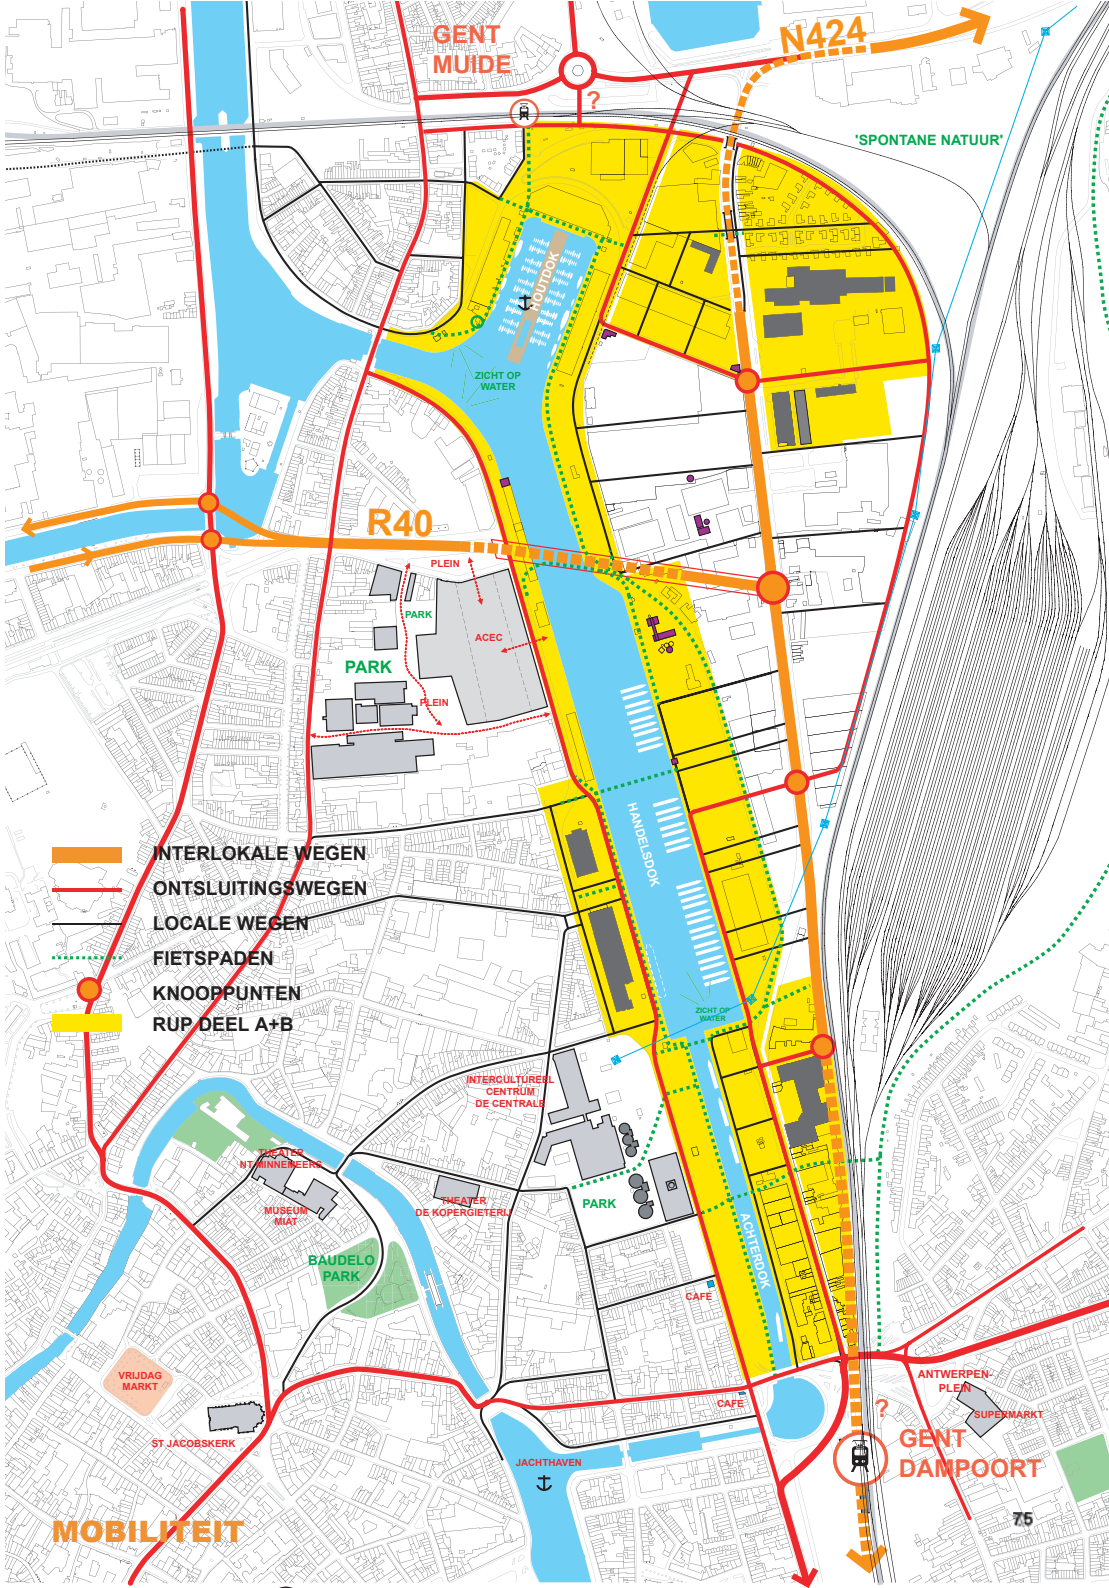 GENT
MUIDE
N424
?
'SPONTANE NATUUR'
HOUTDOK
ZICHT OP
WATER
R40
PLEIN
PARK
ACEC
PARK
PLEIN
HANDELSDOK
INTERLOKALE WEGEN
ONTSLUITINGSWEGEN
LOCALE WEGEN
FIETSPADEN
KNOOPPUNTEN
RUP DEEL A+B
ZICHT OP
WATER
INTERCULTUREEL
CENTRUM
DE CENTRALE
THEATER
NT MINNEMEERS
MUSEUM
MIAT
THEATER
DE KOPERGIETERIJ
PARK
ACHTERDOK
BAUDELO
PARK
CAFE
VRIJDAG
MARKT
ANTWERPEN-
PLEIN
CAFE
?
SUPERMARKT
ST JACOBSKERK
GENT
DAMPOORT
JACHTHAVEN
75
MOBILITEIT